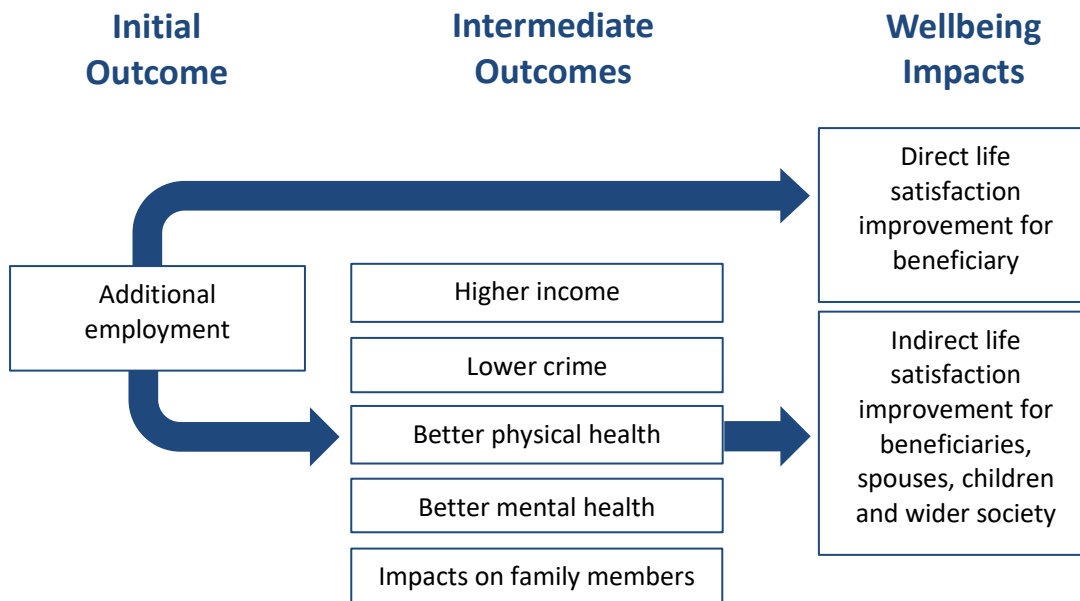 Initial
Outcome
Intermediate
Outcomes
Wellbeing
Impacts
Additional
employment
Higher income
Lower crime
Better physical health
Better mental health
Impacts on family members
Direct life
satisfaction
improvement for
beneficiary
Indirect life
satisfaction
improvement for
beneficiaries,
spouses, children
and wider society